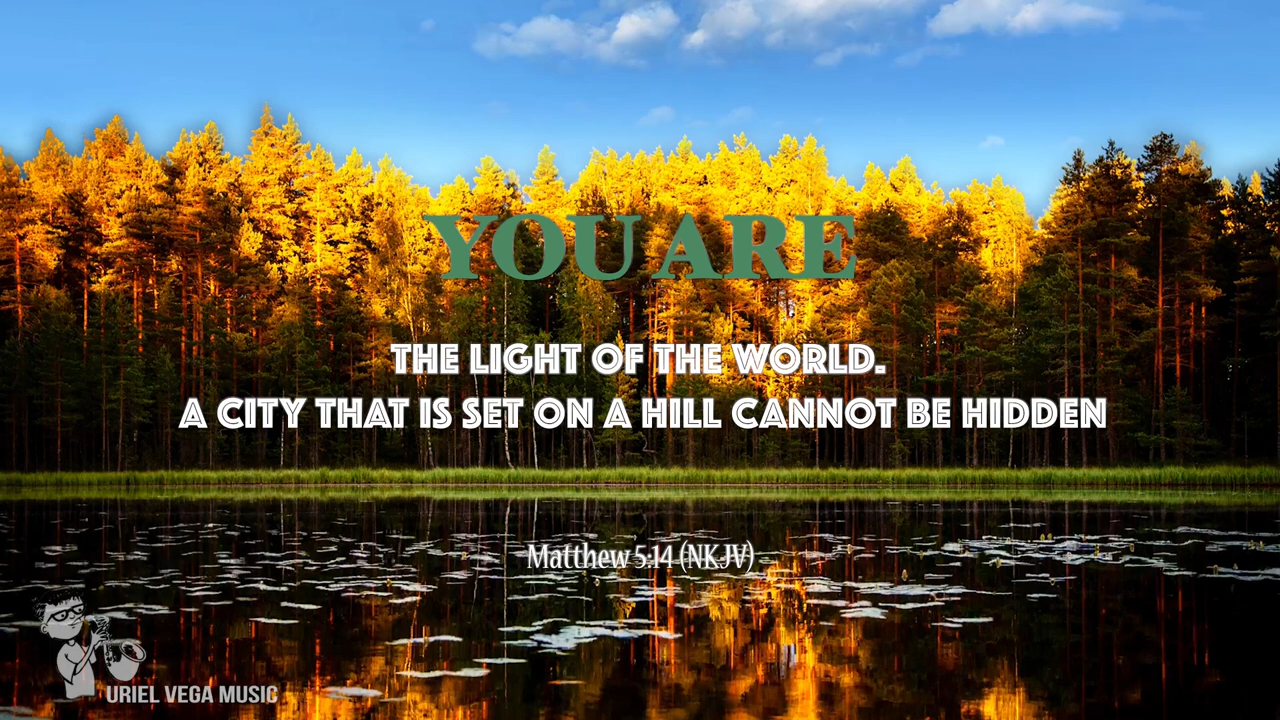 YOU ARE
THE LIGHT OF THE WORLD.
A CITY THAT IS SET ON A HILL CANNOT BE HIDDEN
Matthew 5:14 (NKJV)
URIEL VEGA MUSIC